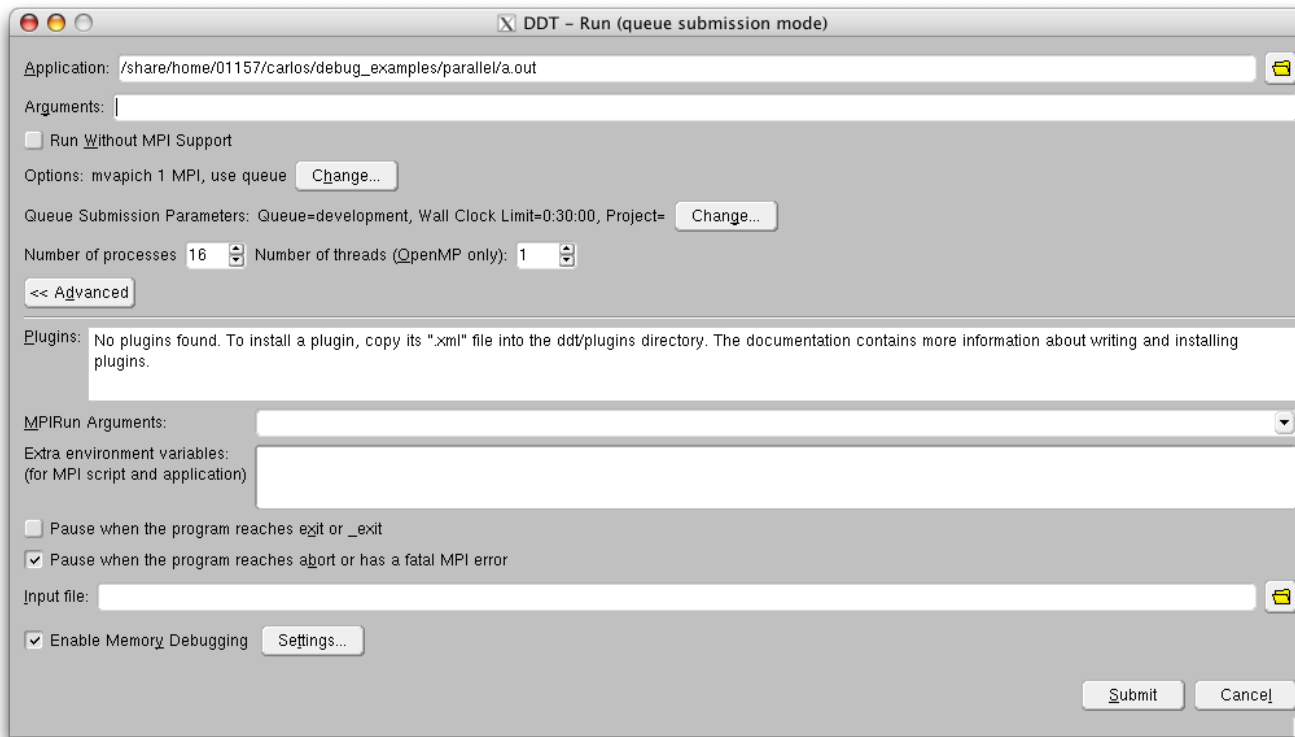 DDT – Run (queue submission mode)
Application: /share/home/01157/carlos/debug_examples/parallel/a.out
Arguments:
Run Without MPI Support
Options: mvapich 1 MPI, use queue Change...
Queue Submission Parameters: Queue=development, Wall Clock Limit=0:30:00, Project= Change...
Number of processes 16 Number of threads (OpenMP only): 1
<< Advanced
Plugins: No plugins found. To install a plugin, copy its ".xml" file into the ddt/plugins directory. The documentation contains more information about writing and installing
plugins.
MPIRun Arguments:
Extra environment variables:
(for MPI script and application)
Pause when the program reaches exit or _exit
Pause when the program reaches abort or has a fatal MPI error
Input file:
Enable Memory Debugging Settings...
Submit Cancel